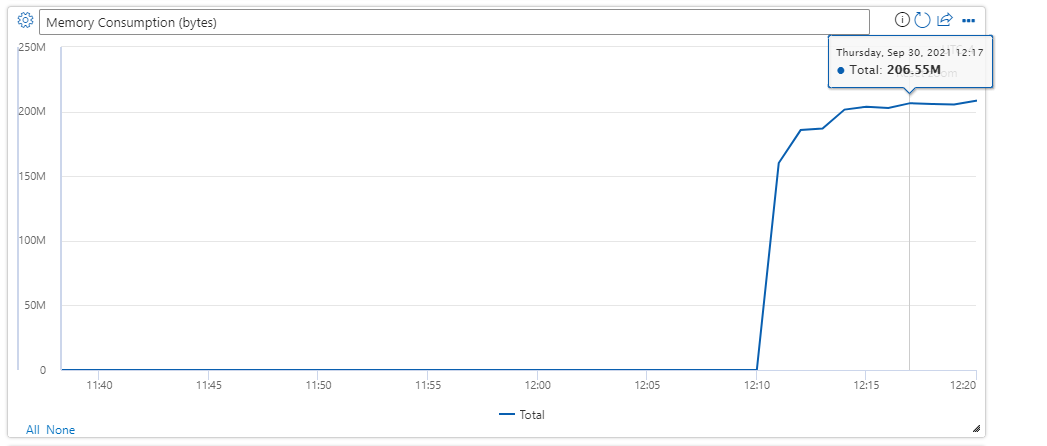 Memory Consumption (bytes)
250M
Thursday, Sep 30, 2021 12:17
Total: 206.55M
200M
150M
100M
50M
0
11:40 11:45 11:50 11:55 12:00 12:05 12:10 12:15 12:20
Total
All None